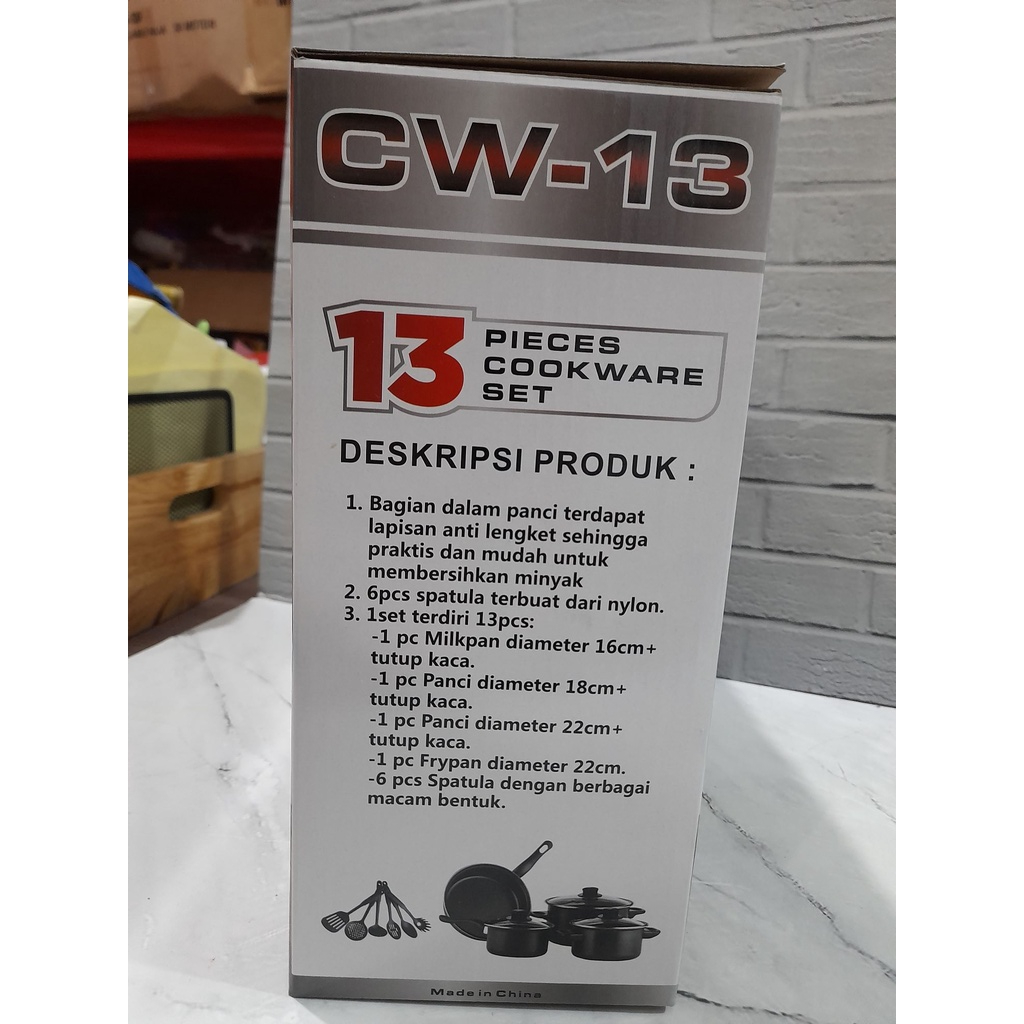 CW-13
13
PIECES
COOKWARE
SET
DESKRIPSI PRODUK :
1. Bagian dalam panci terdapat
lapisan anti lengket sehingga
praktis dan mudah untuk
membersihkan minyak
2. 6pcs spatula terbuat dari nylon.
3. 1set terdiri 13pcs:
-1 pc Milkpan diameter 16cm+
tutup kaca.
-1 pc Panci diameter 18cm+
tutup kaca.
-1 pc Panci diameter 22cm+
tutup kaca.
-1 pc Frypan diameter 22cm.
-6 pcs Spatula dengan berbagai
macam bentuk.
Made in China